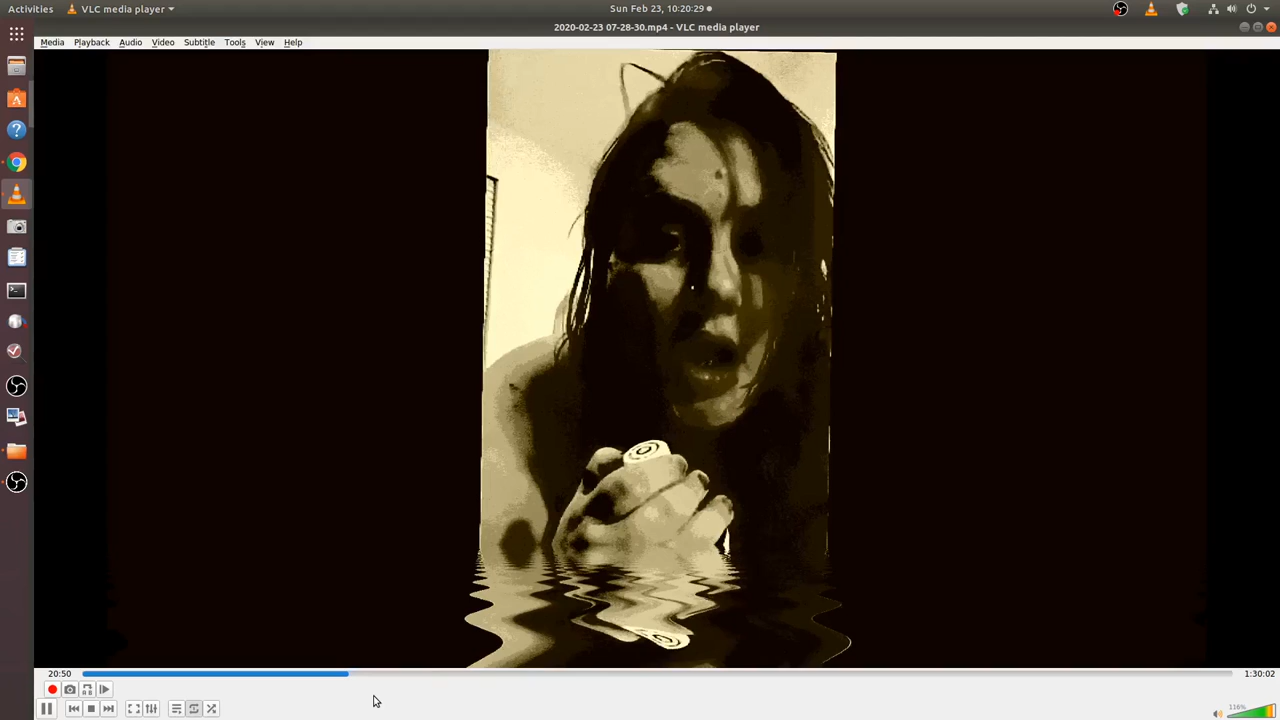 Activities VLC media player Sun Feb 23, 10:20:29
2020-02-23 07-28-30.mp4 - VLC media player
Media Playback Audio Video Subtitle Tools View Help
20:50 1:30:02
116%